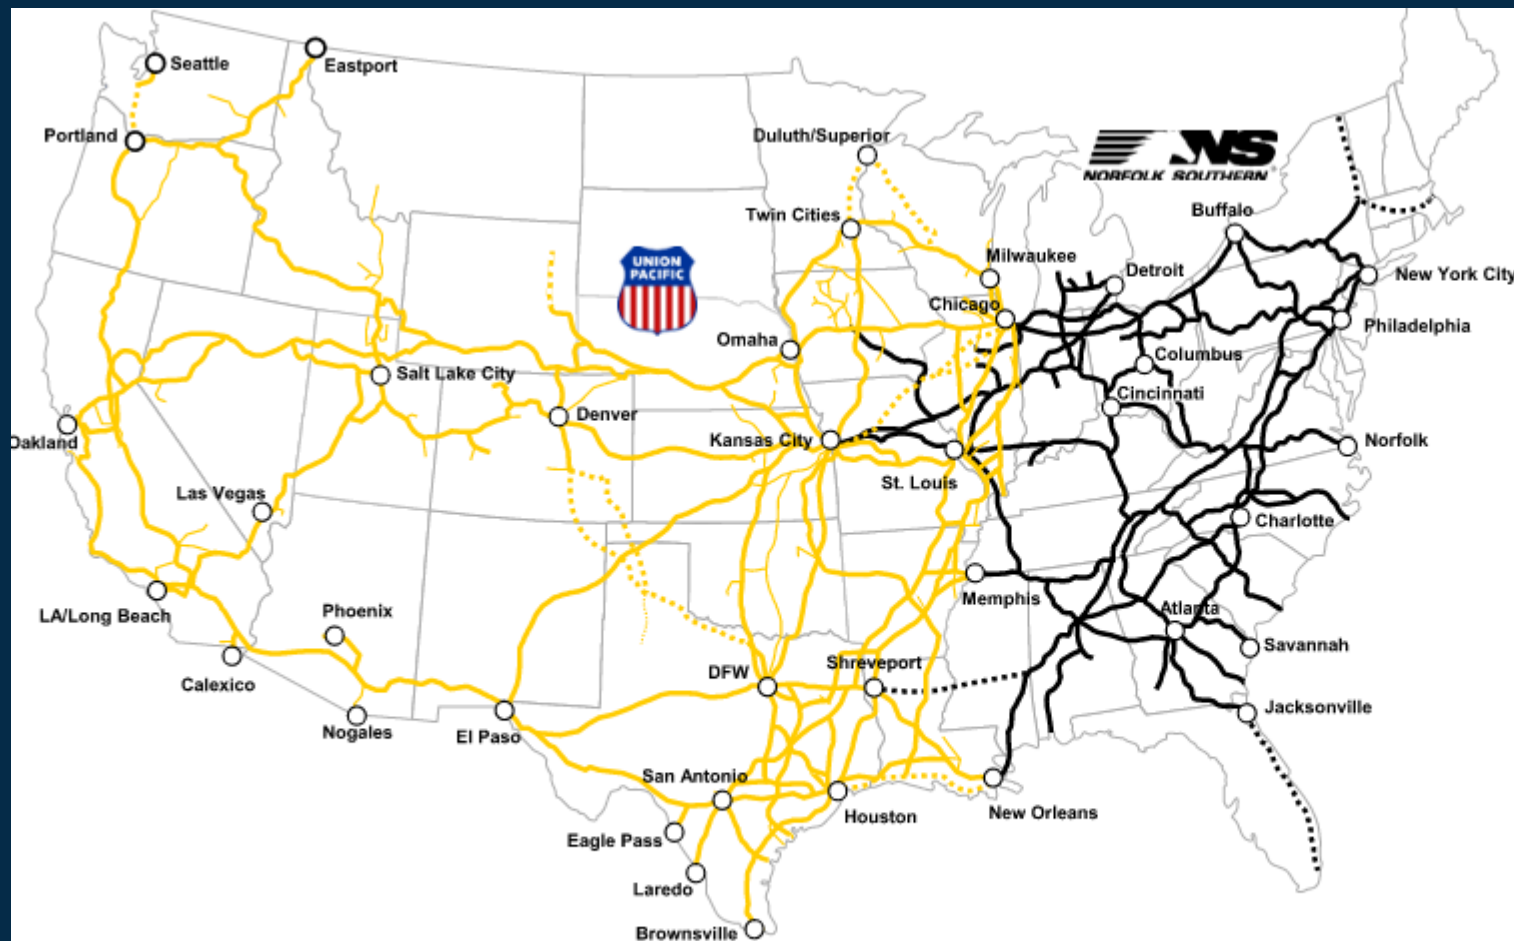 Seattle
Eastport
Portland
Duluth/Superior
NS
NORFOLK SOUTHERN
Twin Cities
Buffalo
UNION
PACIFIC
Milwaukee
Detroit
New York City
Chicago
Philadelphia
Omaha
Columbus
Salt Lake City
Cincinnati
Denver
Oakland
Kansas City
Norfolk
St. Louis
Las Vegas
Charlotte
Memphis
LA/Long Beach
Phoenix
Atlanta
Savannah
Shreveport
DFW
Calexico
Jacksonville
Nogales
El Paso
San Antonio
Houston
New Orleans
Eagle Pass
Laredo
Brownsville